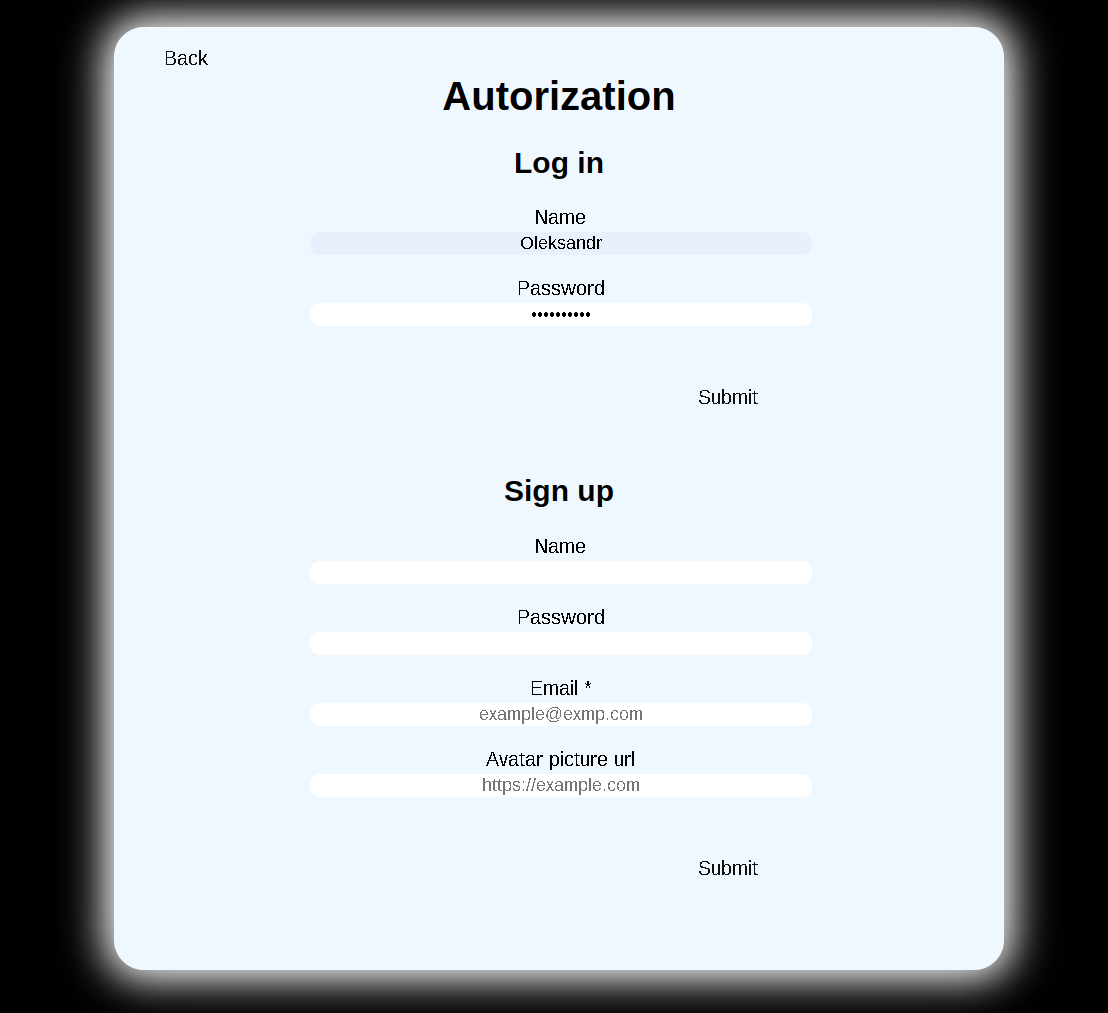 Back
Autorization
Log in
Name
Oleksandr
Password
••••••••••
Submit
Sign up
Name
Password
Email *
example@exmp.com
Avatar picture url
https://example.com
Submit